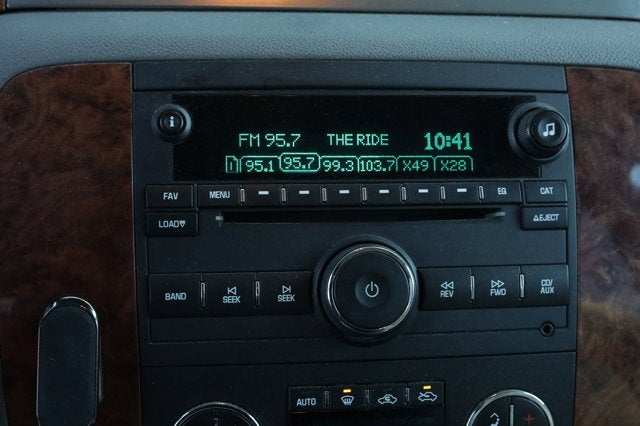 i
FM 95.7 THE RIDE 10:41
1 95.1 95.7 99.3 103.7 X49 X28
FAV MENU EQ CAT
LOAD EJECT
BAND SEEK SEEK REV FWD CD/AUX
AUTO